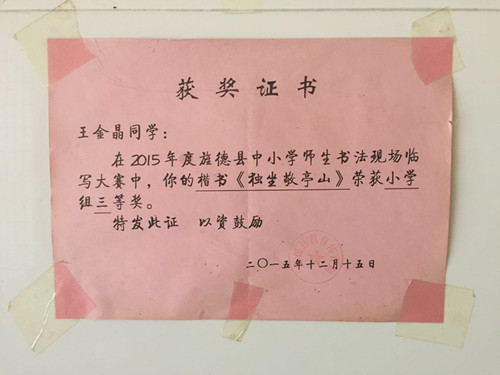 获奖证书
王金晶同学：
在2015年度旌德县中小学师生书法现场临
写大赛中，你的楷书《独坐敬亭山》荣获小学
组三等奖。
特发此证 以资鼓励
二〇一五年十二月十五日